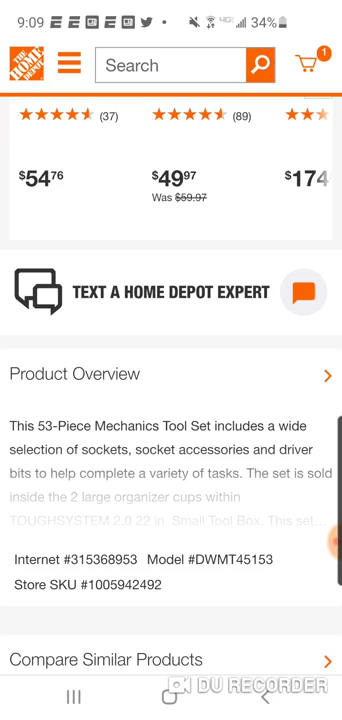 9:09 34%
THE HOME DEPOT
Search
1
(37) (89)
$54 76 $49 97 $174
Was $59.97
TEXT A HOME DEPOT EXPERT
Product Overview
This 53-Piece Mechanics Tool Set includes a wide
selection of sockets, socket accessories and driver
bits to help complete a variety of tasks. The set is sold
inside the 2 large organizer cups within
TOUGHSYSTEM 2.0 22 in. Small Tool Box. This set...
Internet #315368953 Model #DWMT45153
Store SKU #1005942492
Compare Similar Products
DU RECORDER